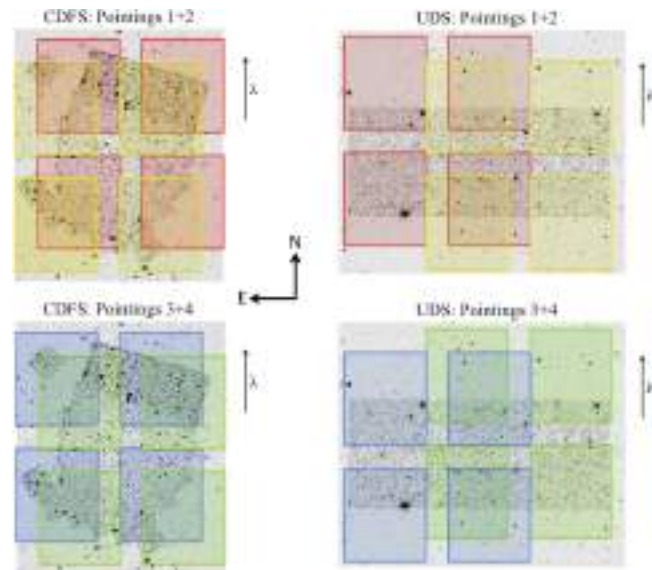 CDFS: Pointings 1+2
UDS: Pointings 1+2
λ
N
E
CDFS: Pointings 3+4
UDS: Pointings 3+4
λ